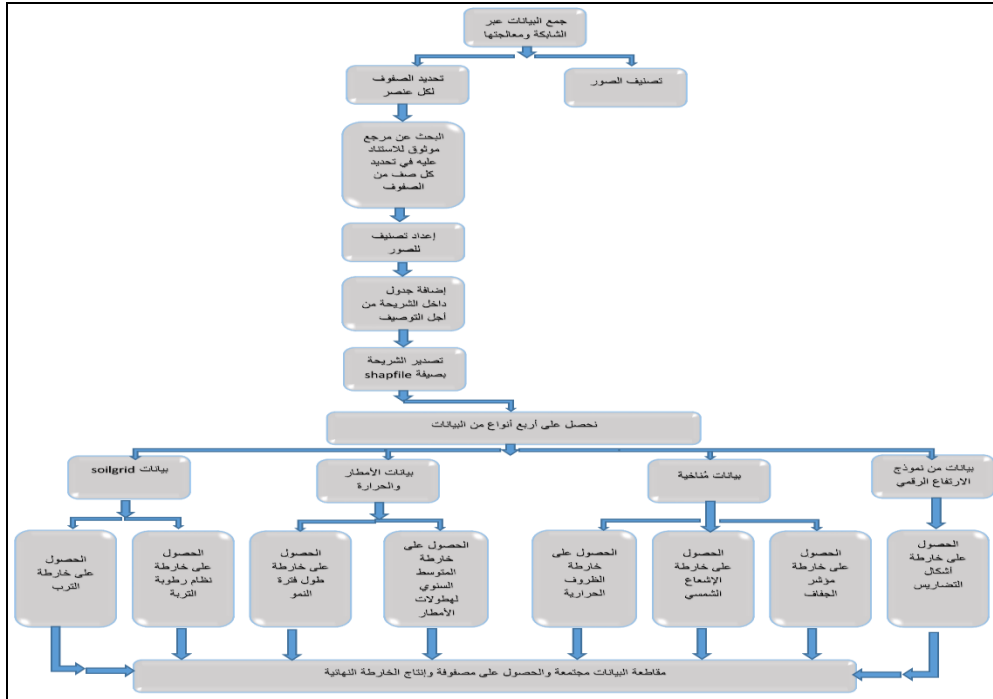 جمع البيانات عبر
الشابكة ومعالجتها
تصنيف الصور
تحديد الصفوف
لكل عنصر
البحث عن مرجع
موثوق للاستناد
عليه في تحديد
كل صف من
الصفوف
إعداد تصنيف
للصور
إضافة جدول
داخل الشريحة من
أجل التوصيف
تصدير الشريحة
بصيغة shapfile
نحصل على أربع أنواع من البيانات
بيانات من نموذج
الارتفاع الرقمي
بيانات مُناخية
بيانات الأمطار
والحرارة
بيانات soilgrid
الحصول
على خارطة
أشكال
التضاريس
الحصول
على خارطة
مؤشر
الجفاف
الحصول
على خارطة
الإشعاع
الشمسي
الحصول على
خارطة
الظروف
الحرارية
الحصول على
خارطة
المتوسط
السنوي
لهطولات
الأمطار
الحصول
على خارطة
طول فترة
النمو
الحصول
على خارطة
نظام رطوبة
التربة
الحصول
على خارطة
الترب
مقاطعة البيانات مجتمعة والحصول على مصفوفة وإنتاج الخارطة النهائية